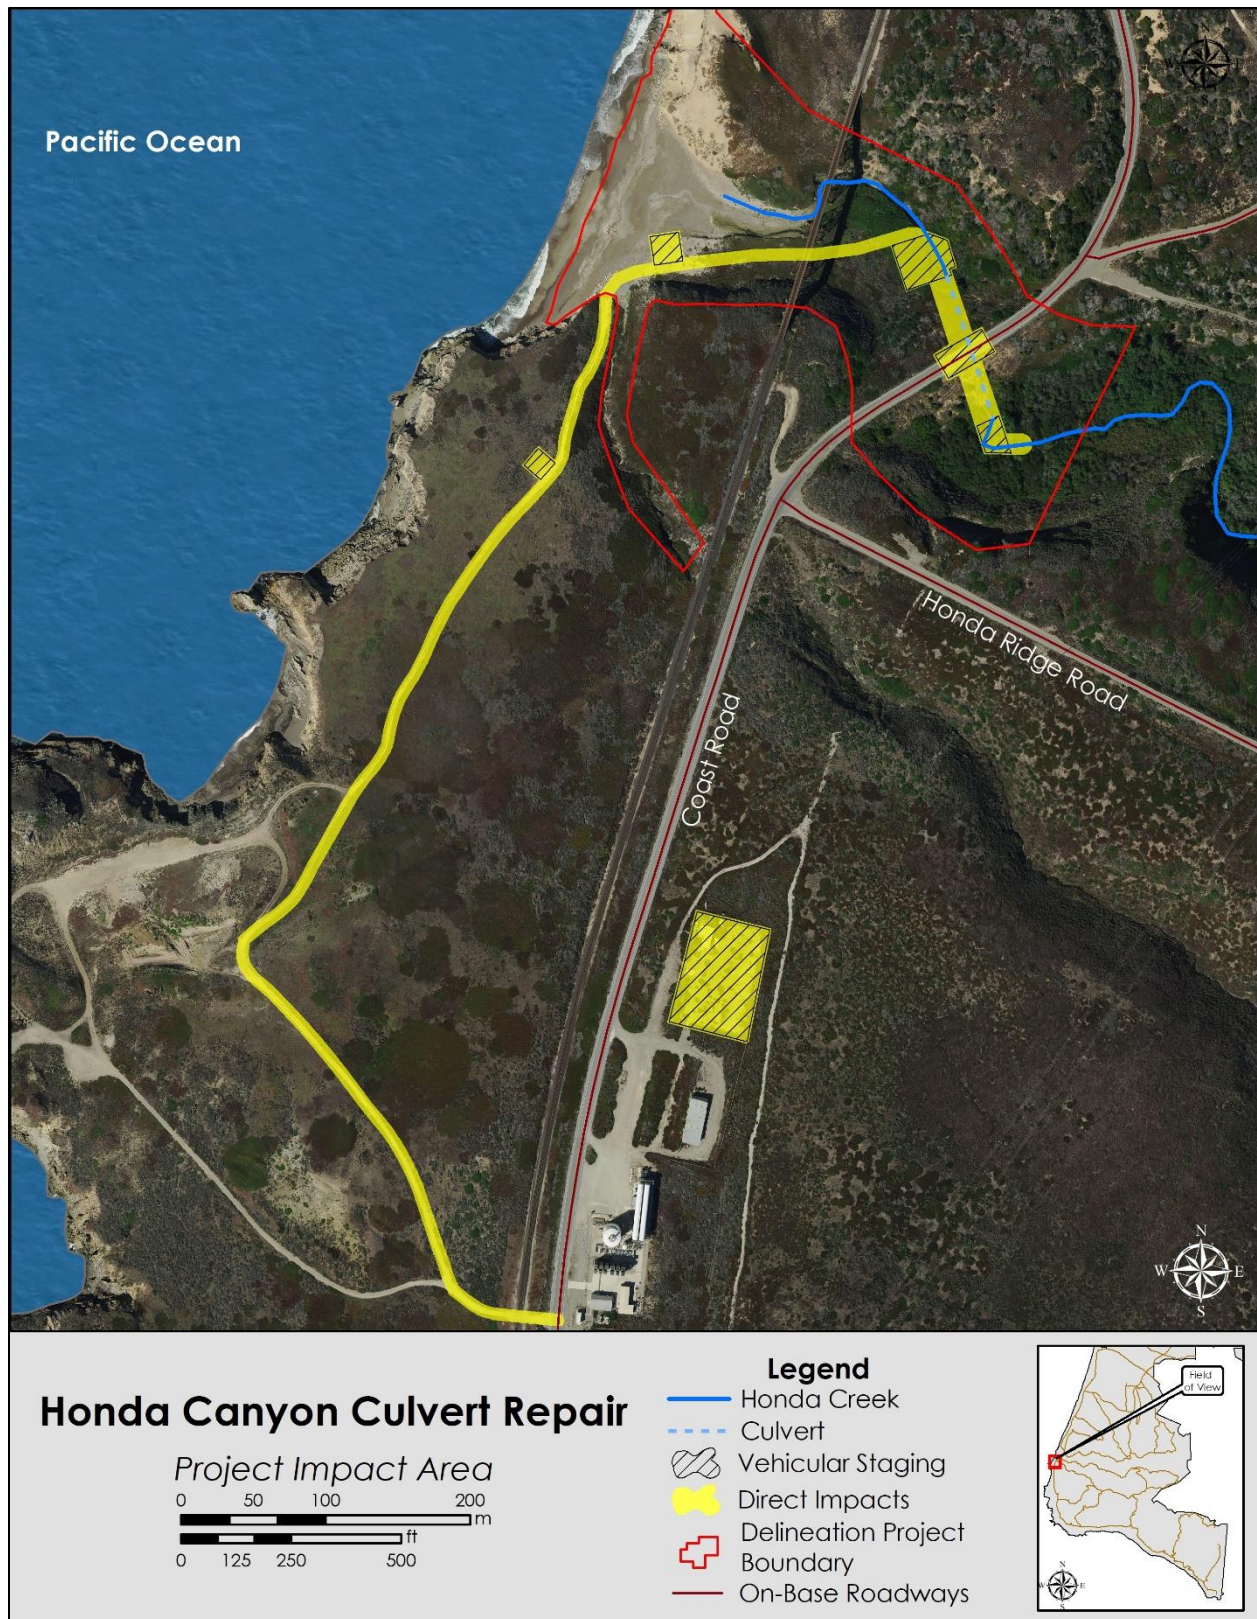 N
W E
Pacific Ocean
Honda Ridge Road
Coast Road
N
W E
S
Honda Canyon Culvert Repair
Project Impact Area
0 50 100 200
m
ft
0 125 250 500
Legend
Honda Creek
Culvert
Vehicular Staging
Direct Impacts
Delineation Project
Boundary
On-Base Roadways
Field
of View
N
W E
S